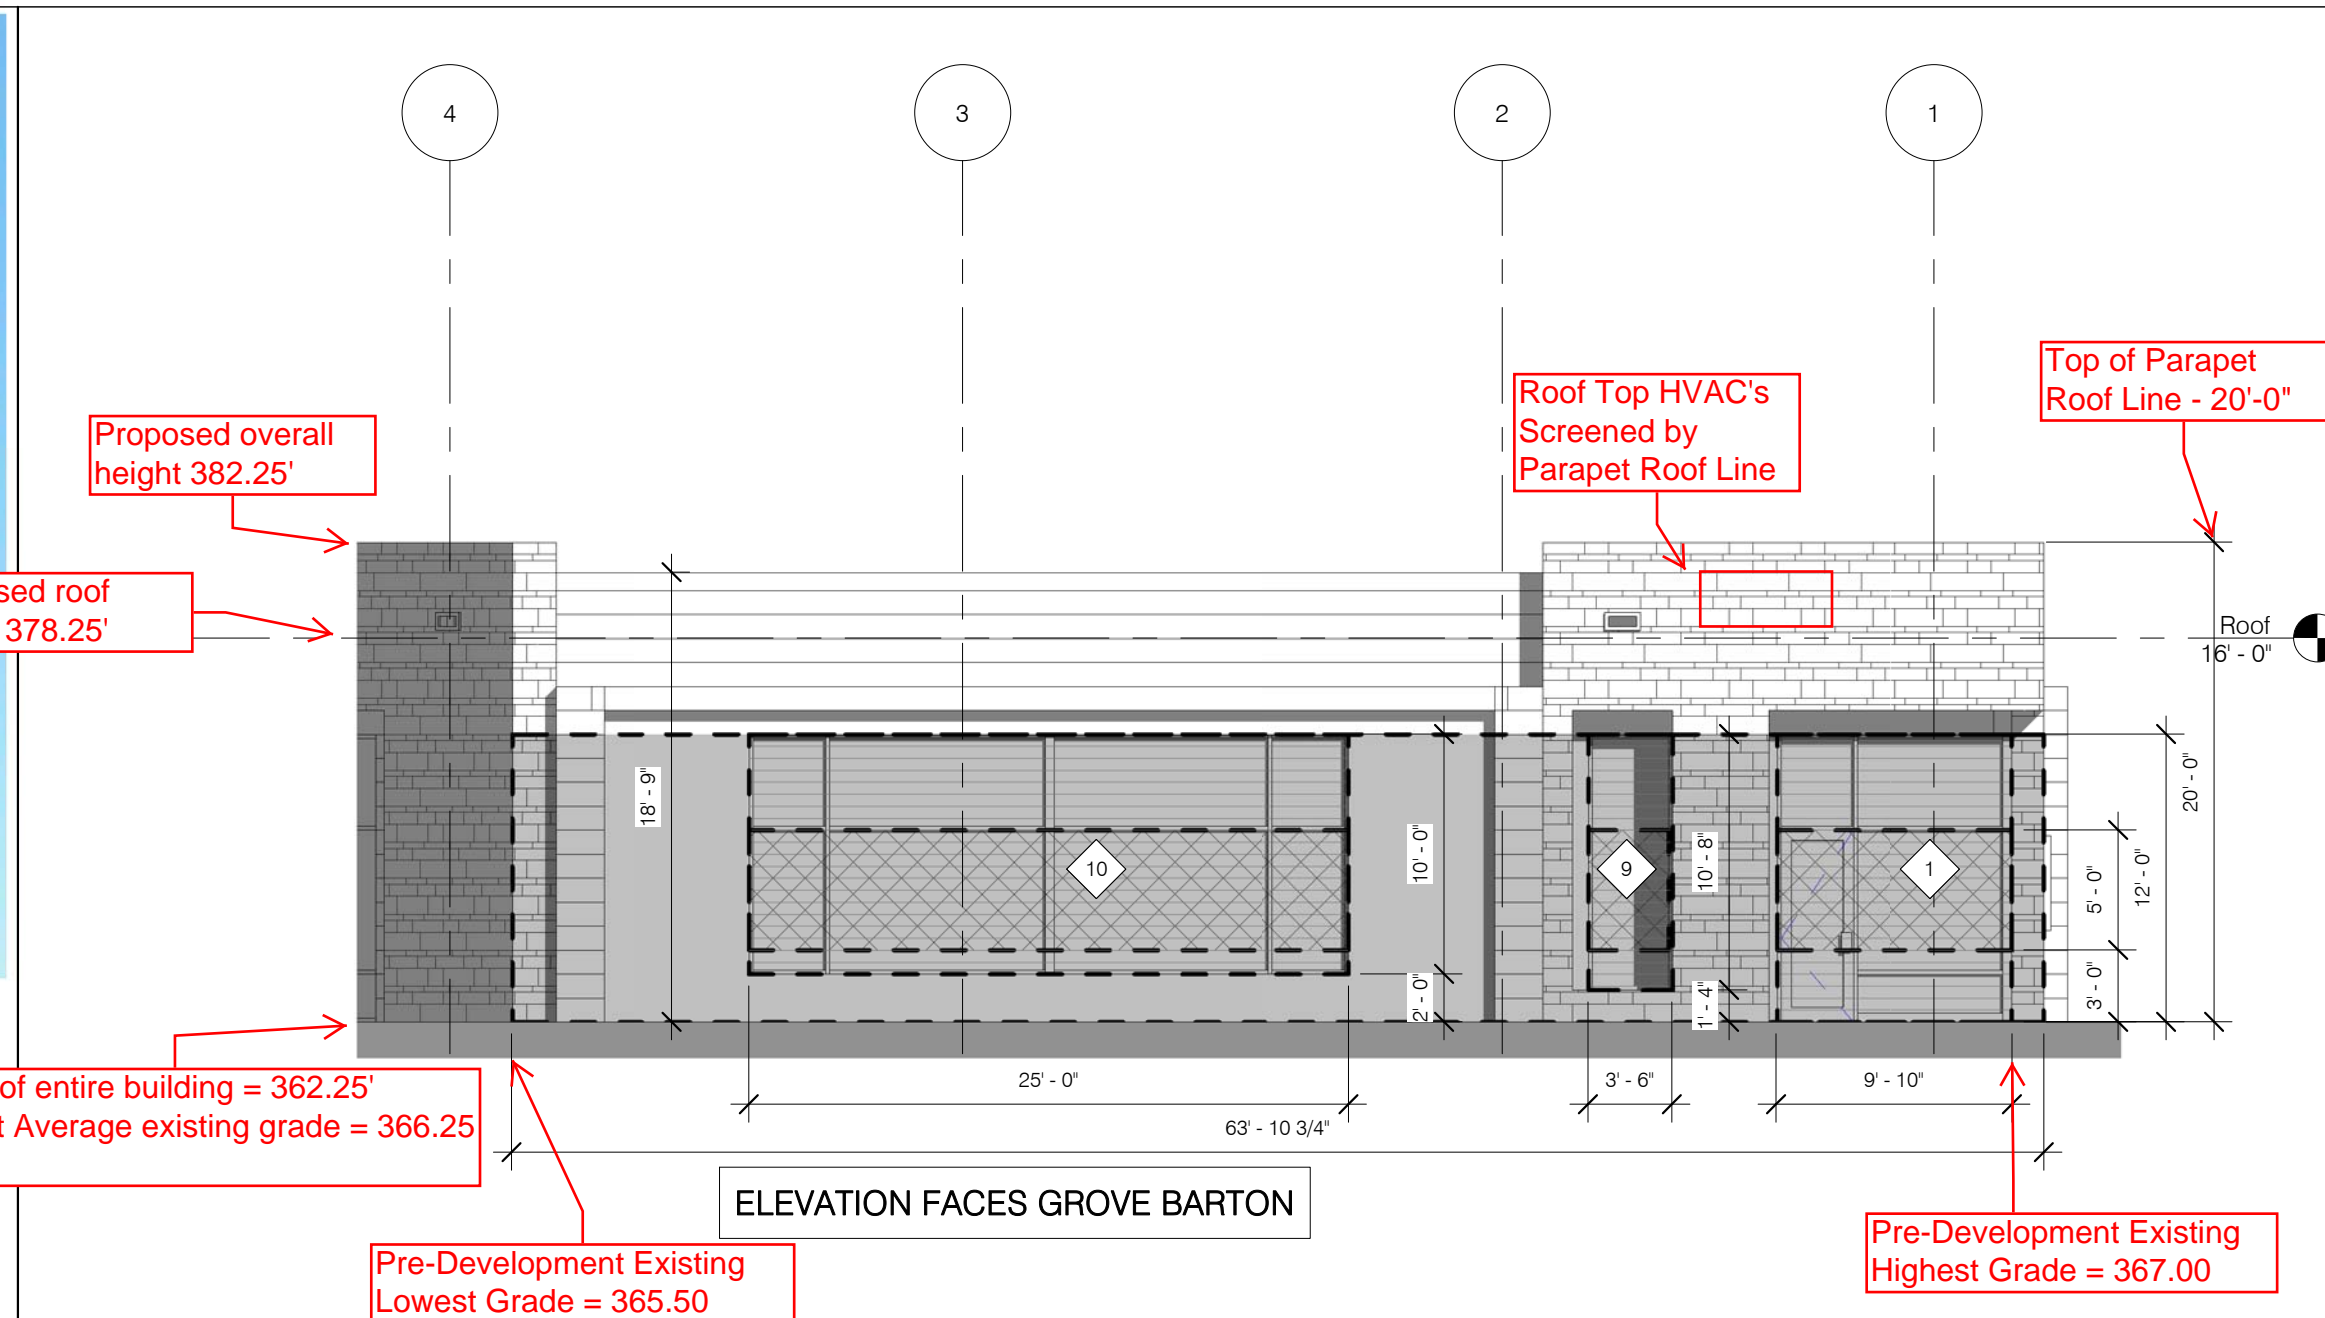 4
3
2
1
Top of Parapet
Roof Line - 20'-0"
Roof Top HVAC's
Screened by
Parapet Roof Line
Proposed overall
height 382.25'
roof
378.25'
Roof
16' - 0"
18' - 9"
10' - 0"
2' - 0"
10' - 8"
1' - 4"
10
9
1
5' - 0"
3' - 0"
12' - 0"
20' - 0"
of entire building = 362.25'
Average existing grade = 366.25
25' - 0"
3' - 6"
9' - 10"
63' - 10 3/4"
ELEVATION FACES GROVE BARTON
Pre-Development Existing
Lowest Grade = 365.50
Pre-Development Existing
Highest Grade = 367.00